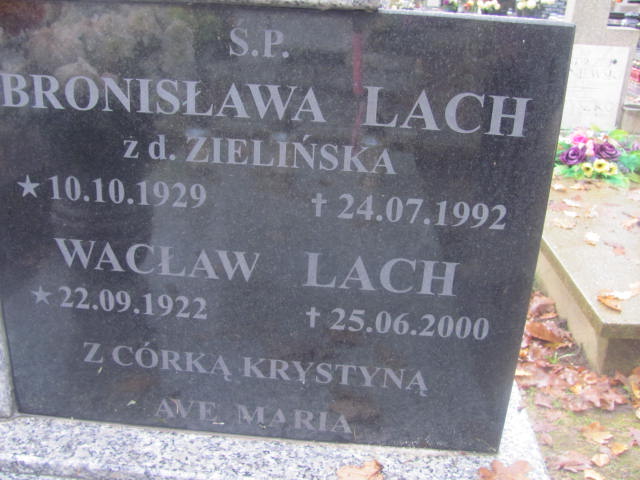 Ś.P.
BRONISŁAWA LACH
z d. ZIELIŃSKA
★ 10.10.1929 † 24.07.1992
WACŁAW LACH
★ 22.09.1922 † 25.06.2000
Z CÓRKĄ KRYSTYNĄ
AVE MARIA